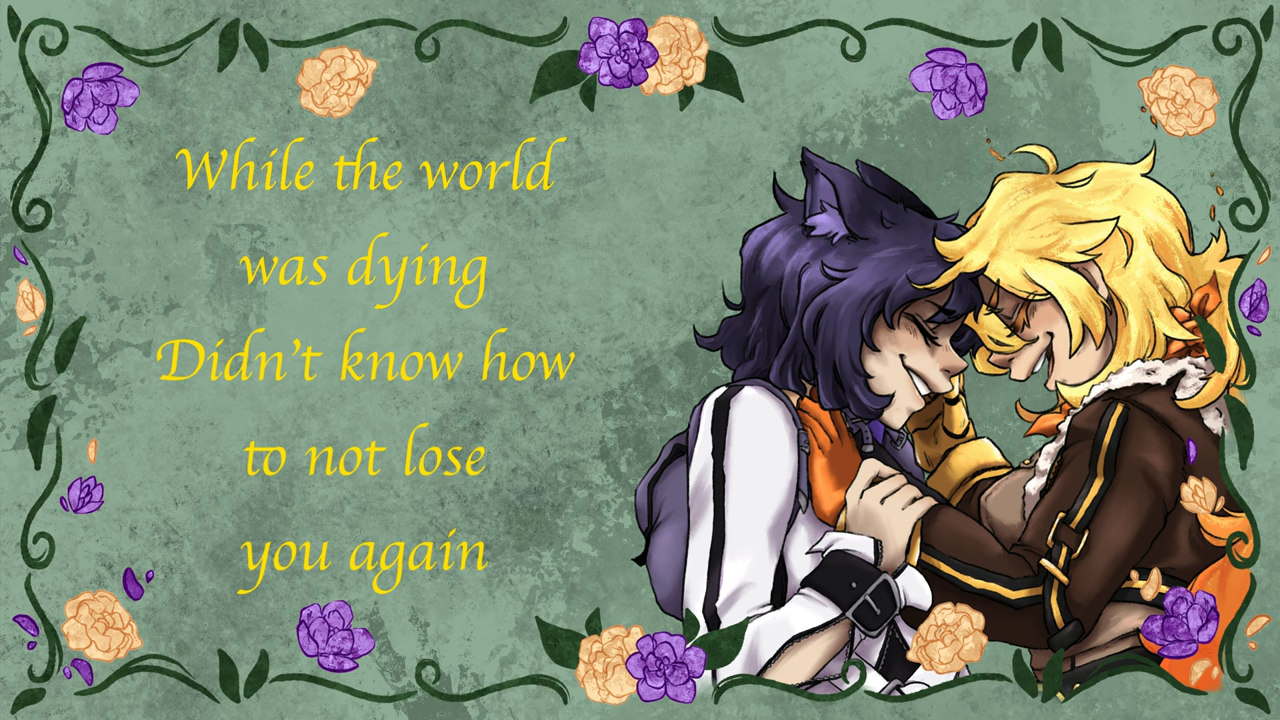 While the world
was dying
Didn't know how
to not lose
you again